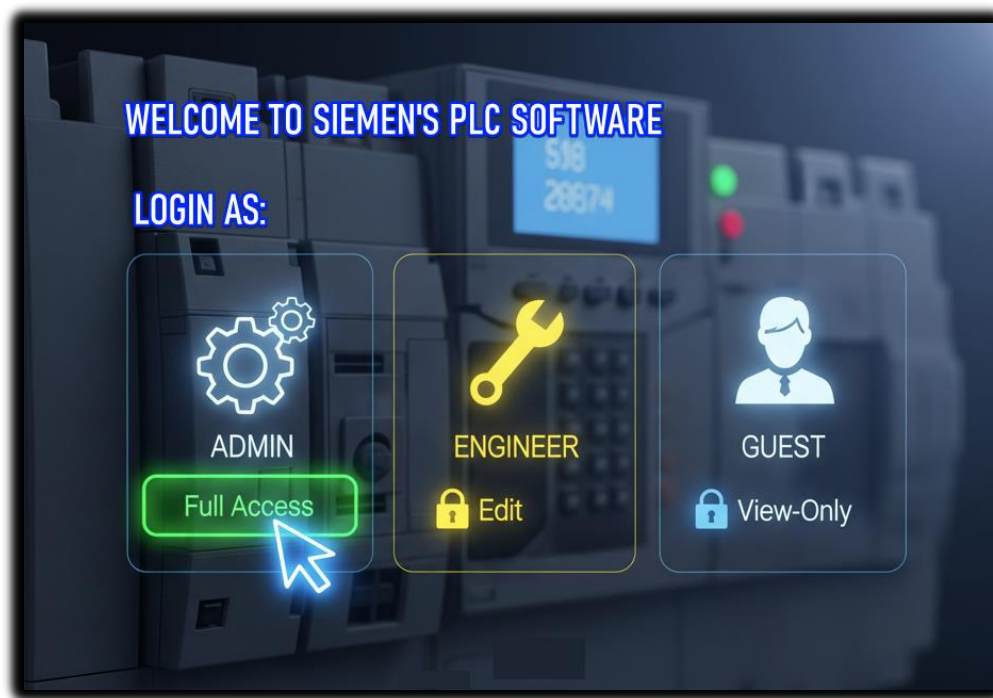 WELCOME TO SIEMEN'S PLC SOFTWARE
LOGIN AS:
ADMIN
Full Access
ENGINEER
Edit
GUEST
View-Only